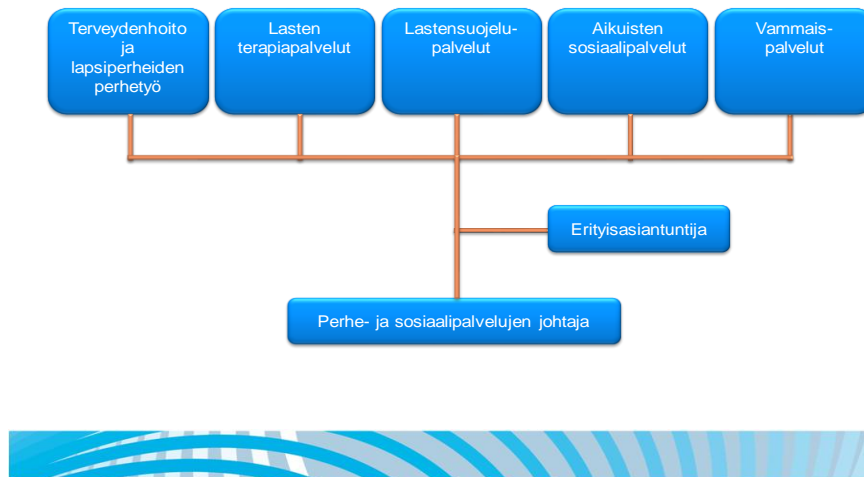 Terveydenhoito
ja
lapsiperheiden
perhetyö
Lasten
terapiapalvelut
Lastensuojelu-
palvelut
Aikuisten
sosiaalipalvelut
Vammais-
palvelut
Erityisasiantuntija
Perhe- ja sosiaalipalvelujen johtaja